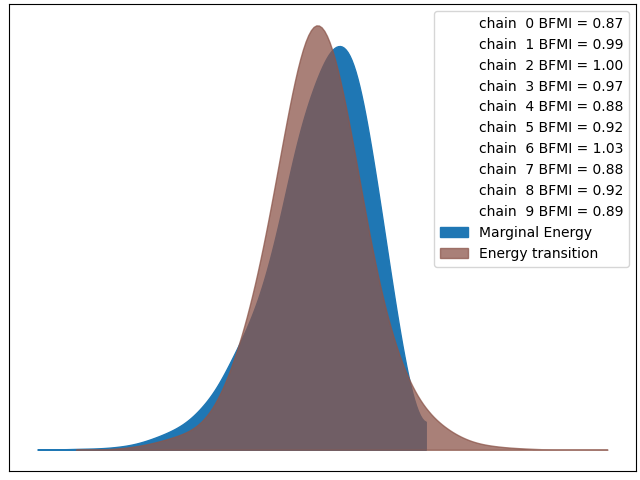 chain  0 BFMI = 0.87
chain  1 BFMI = 0.99
chain  2 BFMI = 1.00
chain  3 BFMI = 0.97
chain  4 BFMI = 0.88
chain  5 BFMI = 0.92
chain  6 BFMI = 1.03
chain  7 BFMI = 0.88
chain  8 BFMI = 0.92
chain  9 BFMI = 0.89
Marginal Energy
Energy transition